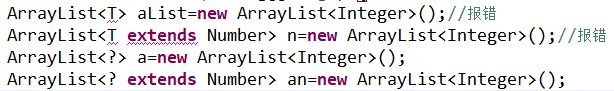 ArrayList<T> aList=new ArrayList<Integer>();//报错
ArrayList<T extends Number> n=new ArrayList<Integer>();//报错
ArrayList<?> a=new ArrayList<Integer>();
ArrayList<? extends Number> an=new ArrayList<Integer>();